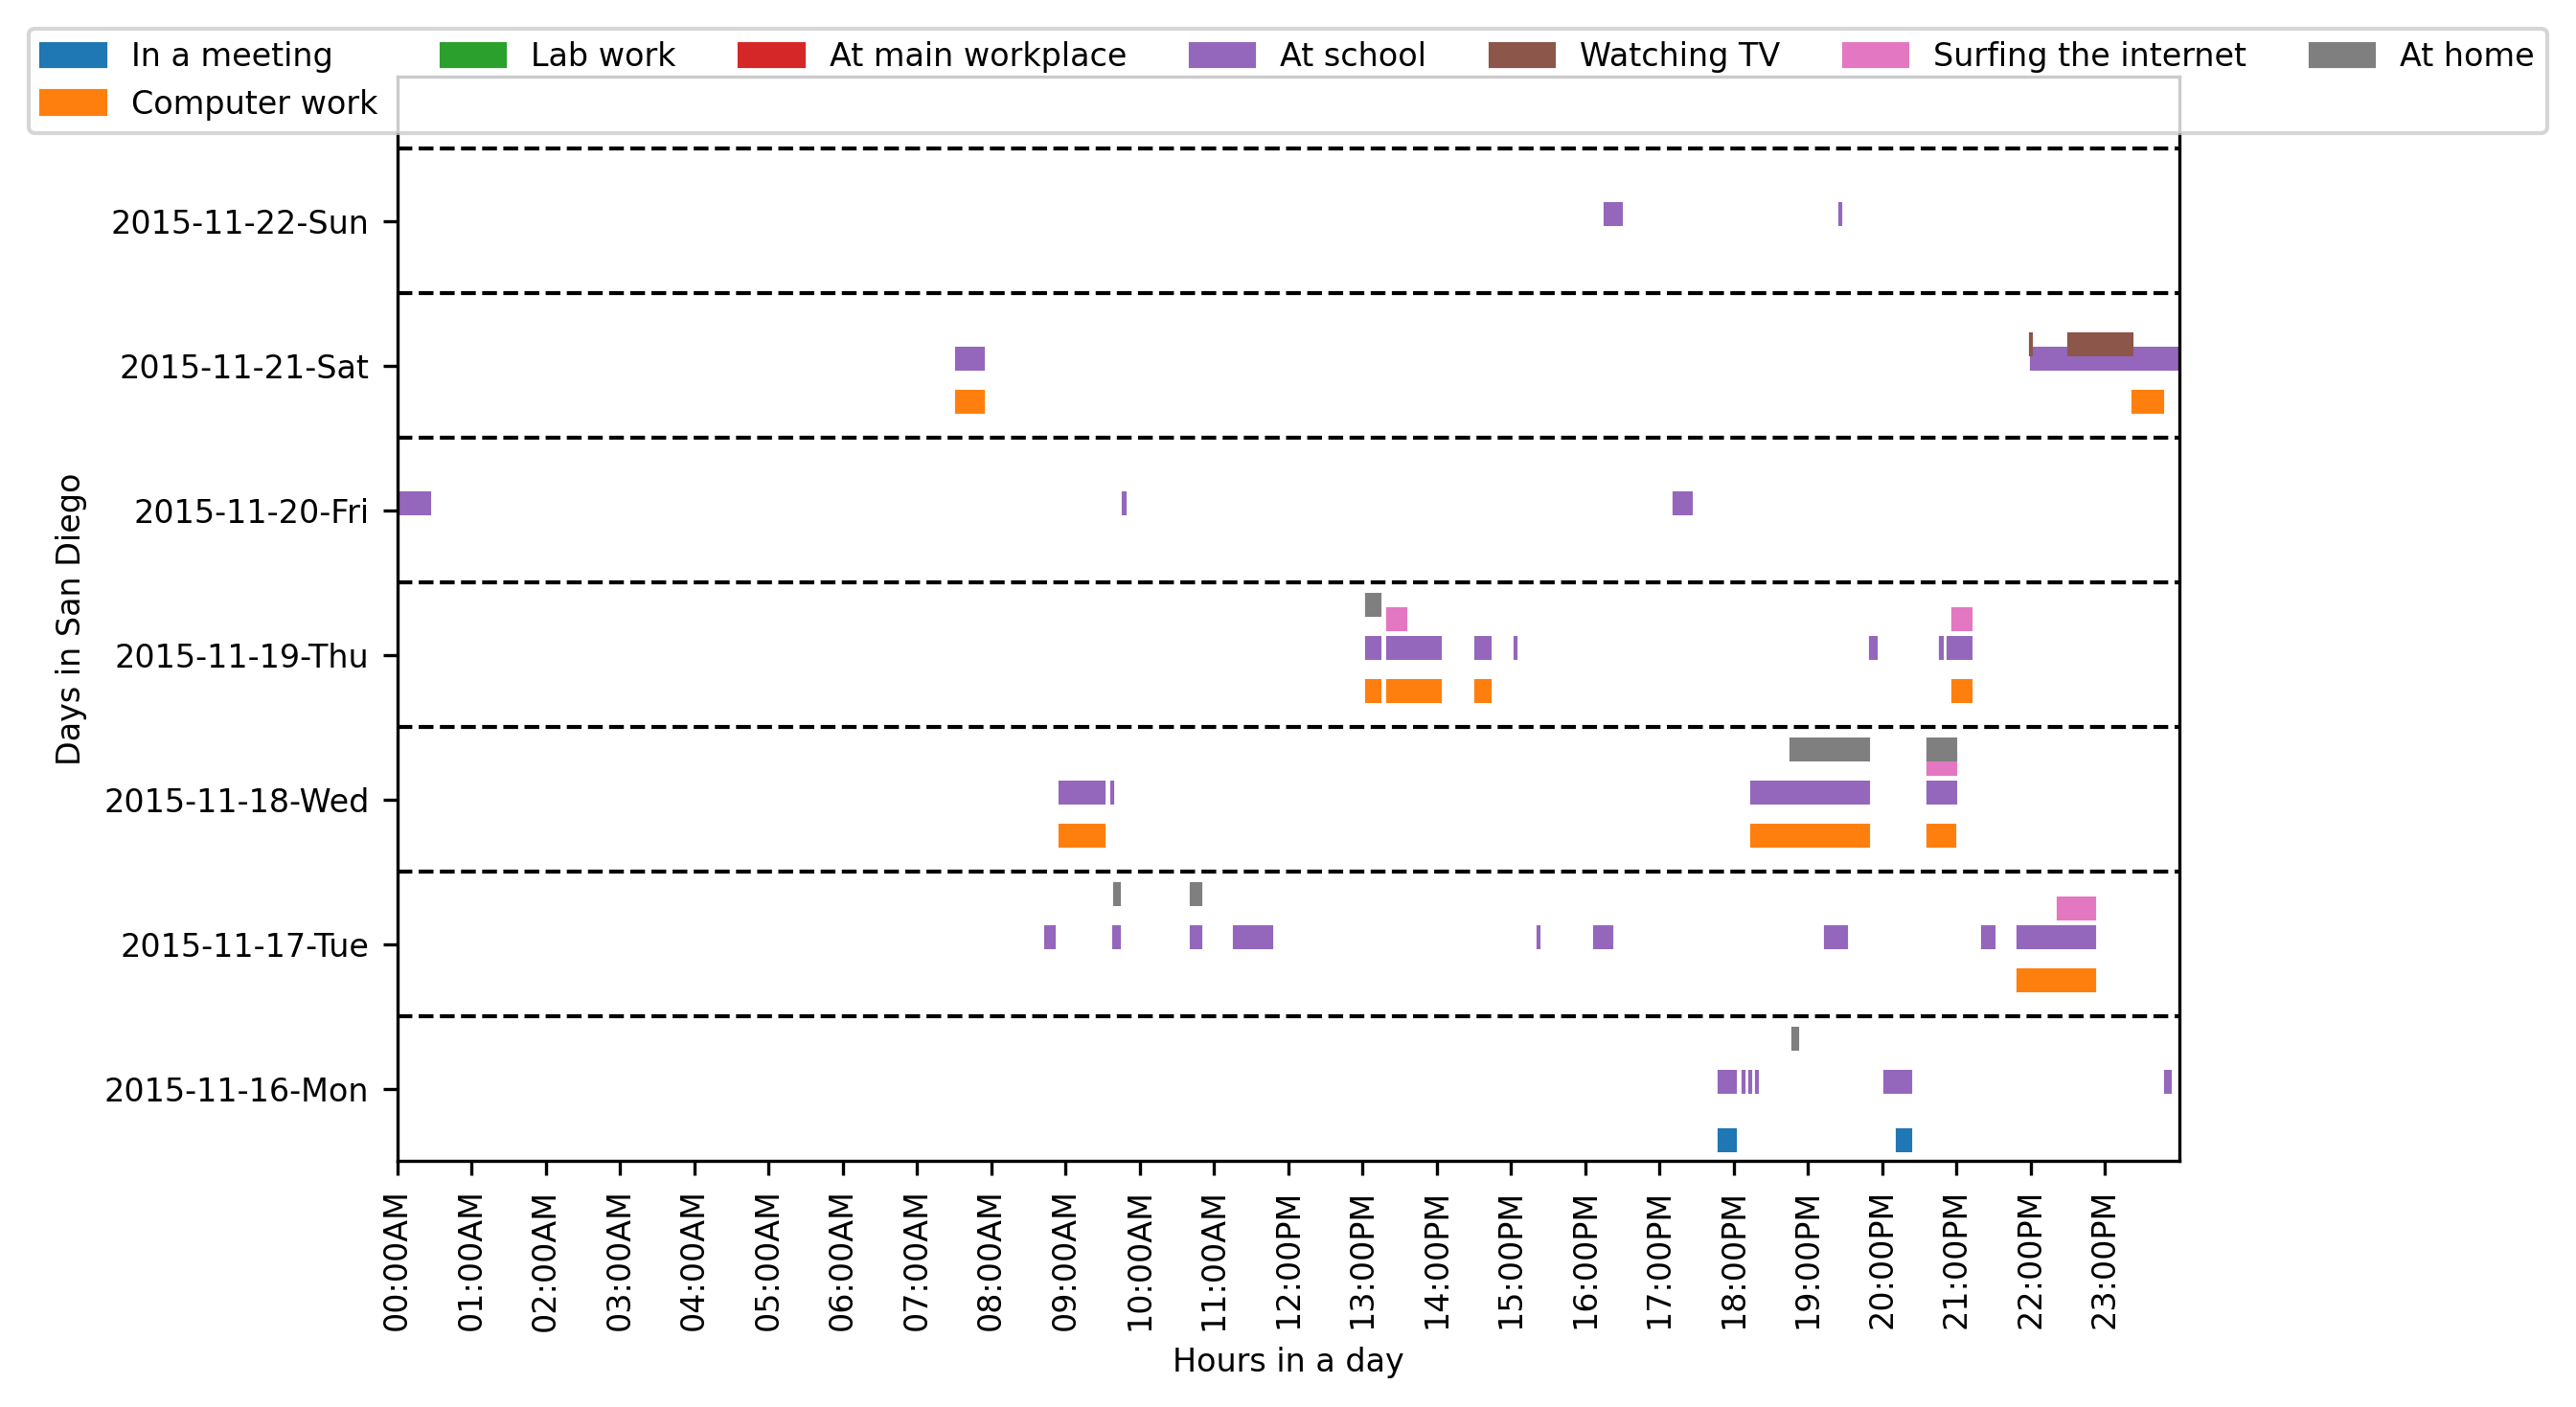 In a meeting Lab work At main workplace At school Watching TV Surfing the internet At home
Computer work
2015-11-22-Sun
2015-11-21-Sat
2015-11-20-Fri
2015-11-19-Thu
2015-11-18-Wed
2015-11-17-Tue
2015-11-16-Mon
Days in San Diego
00:00AM 01:00AM 02:00AM 03:00AM 04:00AM 05:00AM 06:00AM 07:00AM 08:00AM 09:00AM 10:00AM 11:00AM 12:00PM 13:00PM 14:00PM 15:00PM 16:00PM 17:00PM 18:00PM 19:00PM 20:00PM 21:00PM 22:00PM 23:00PM
Hours in a day